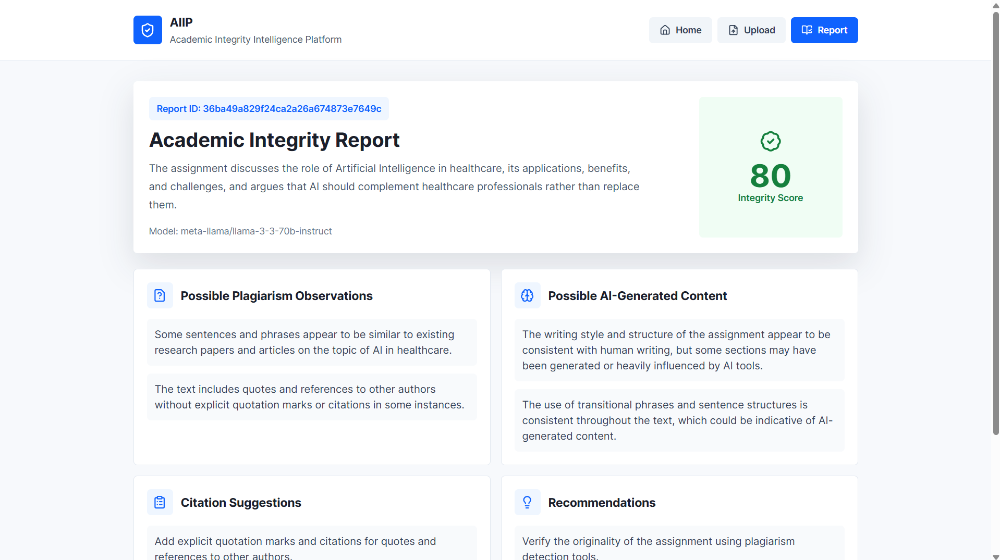 AIIP
Academic Integrity Intelligence Platform
Home
Upload
Report
Report ID: 36ba49a829f24ca2a26a674873e7649c
Academic Integrity Report
The assignment discusses the role of Artificial Intelligence in healthcare, its applications, benefits,
and challenges, and argues that AI should complement healthcare professionals rather than replace
them.
Model: meta-llama/llama-3-3-70b-instruct
80
Integrity Score
Possible Plagiarism Observations
Some sentences and phrases appear to be similar to existing
research papers and articles on the topic of AI in healthcare.
The text includes quotes and references to other authors
without explicit quotation marks or citations in some instances.
Possible AI-Generated Content
The writing style and structure of the assignment appear to be
consistent with human writing, but some sections may have
been generated or heavily influenced by AI tools.
The use of transitional phrases and sentence structures is
consistent throughout the text, which could be indicative of AI-
generated content.
Citation Suggestions
Add explicit quotation marks and citations for quotes and
references to other authors.
Recommendations
Verify the originality of the assignment using plagiarism
detection tools.